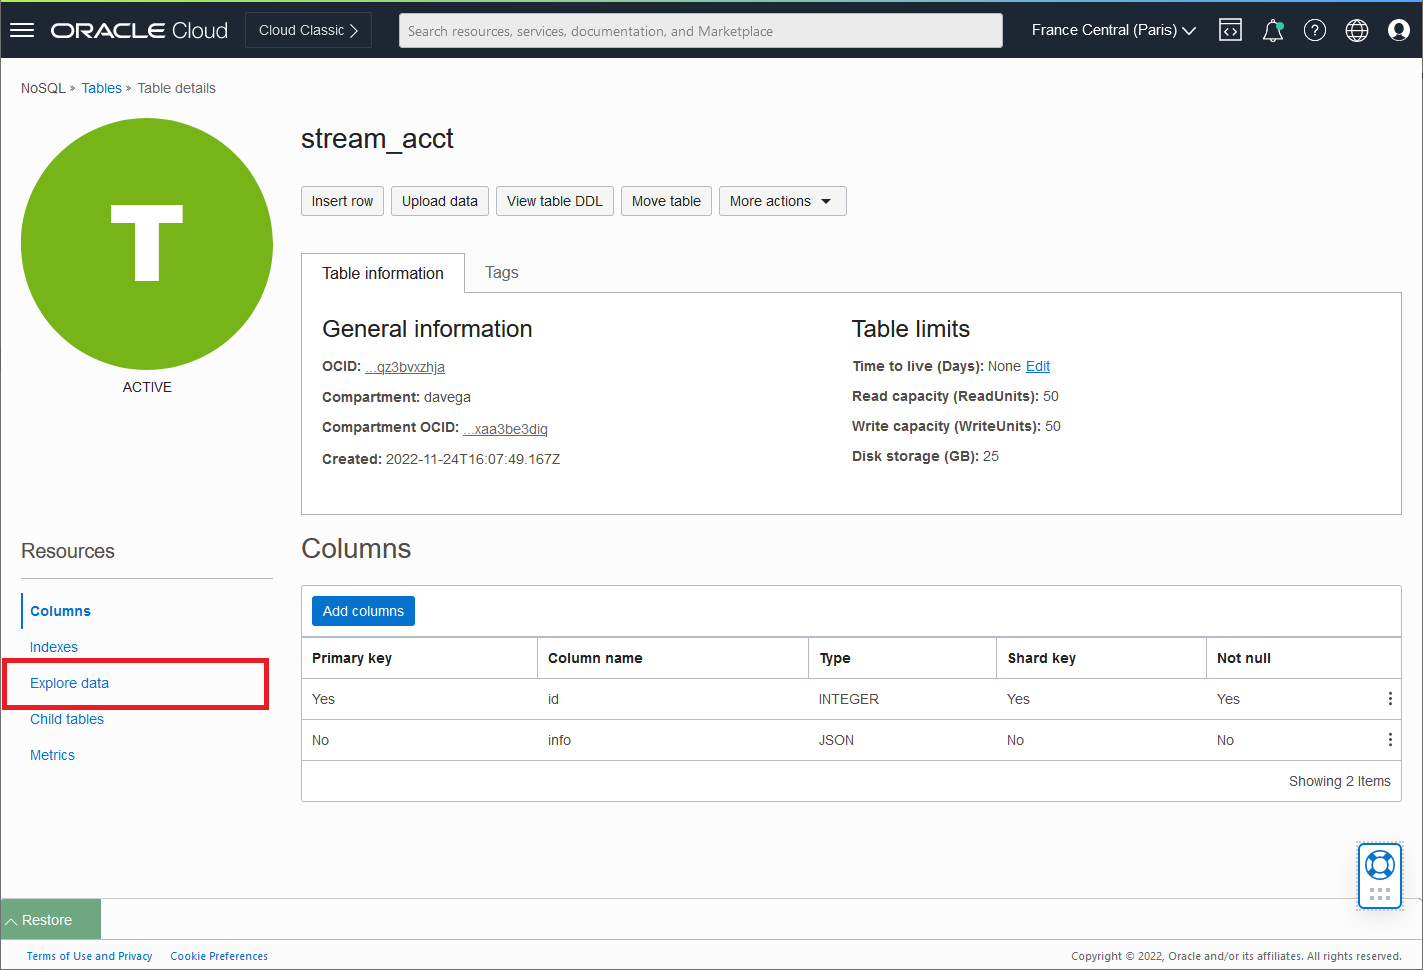 ORACLE Cloud
Cloud Classic
Search resources, services, documentation, and Marketplace
France Central (Paris)
NoSQL » Tables » Table details
T
ACTIVE
stream_acct
Insert row
Upload data
View table DDL
Move table
More actions
Table information
Tags
General information
OCID: ...qz3bvxzhja
Compartment: davega
Compartment OCID: ...xaa3be3diq
Created: 2022-11-24T16:07:49.167Z
Table limits
Time to live (Days): None Edit
Read capacity (ReadUnits): 50
Write capacity (WriteUnits): 50
Disk storage (GB): 25
Resources
Columns
Indexes
Explore data
Child tables
Metrics
Columns
Add columns
Primary key Column name Type Shard key Not null
Yes id INTEGER Yes Yes
No info JSON No No
Showing 2 Items
Restore
Terms of Use and Privacy Cookie Preferences
Copyright © 2022, Oracle and/or its affiliates. All rights reserved.